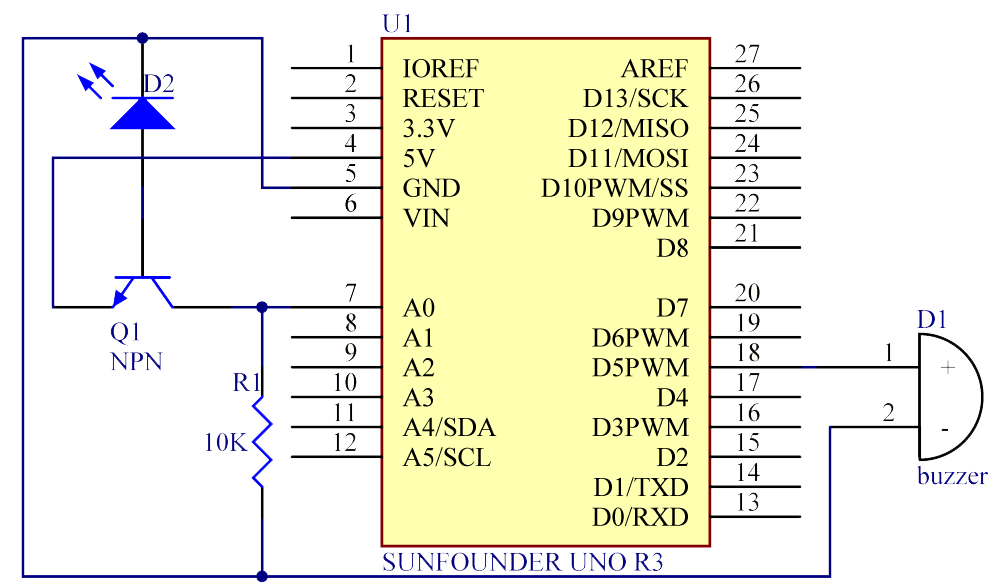 U1
D2
1 IOREF AREF 27
2 RESET D13/SCK 26
3 3.3V D12/MISO 25
4 5V D11/MOSI 24
5 GND D10PWM/SS 23
6 VIN D9PWM 22
D8 21
7 A0 D7 20
8 A1 D6PWM 19
9 A2 D5PWM 18
10 A3 D4 17
11 A4/SDA D3PWM 16
12 A5/SCL D2 15
D1/TXD 14
D0/RXD 13
Q1
NPN
R1
10K
D1
1 +
2 -
buzzer
SUNFOUNDER UNO R3